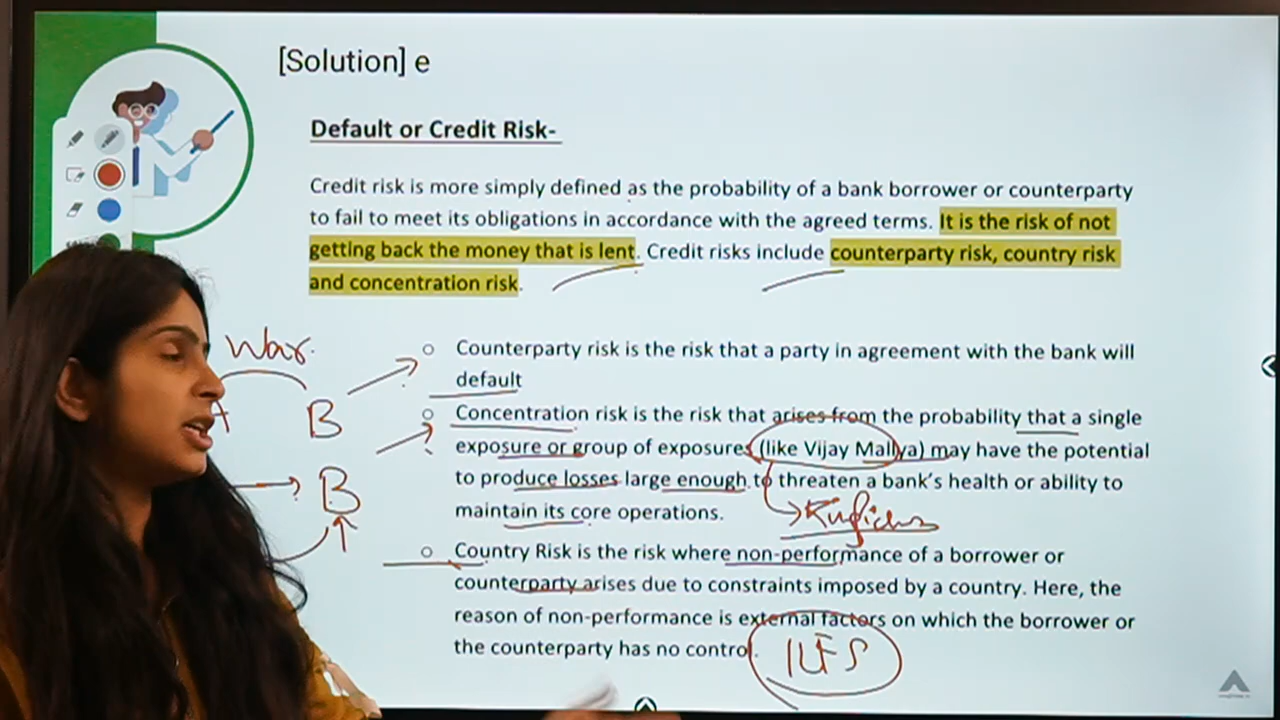 [Solution] e
Default or Credit Risk-
Credit risk is more simply defined as the probability of a bank borrower or counterparty
to fail to meet its obligations in accordance with the agreed terms. It is the risk of not
getting back the money that is lent. Credit risks include counterparty risk, country risk
and concentration risk.
War.
A B
Counterparty risk is the risk that a party in agreement with the bank will
default
Concentration risk is the risk that arises from the probability that a single
exposure or group of exposures (like Vijay Mallya) may have the potential
to produce losses large enough to threaten a bank's health or ability to
maintain its core operations.
B
Country Risk is the risk where non-performance of a borrower or
counterparty arises due to constraints imposed by a country. Here, the
reason of non-performance is external factors on which the borrower or
the counterparty has no control.